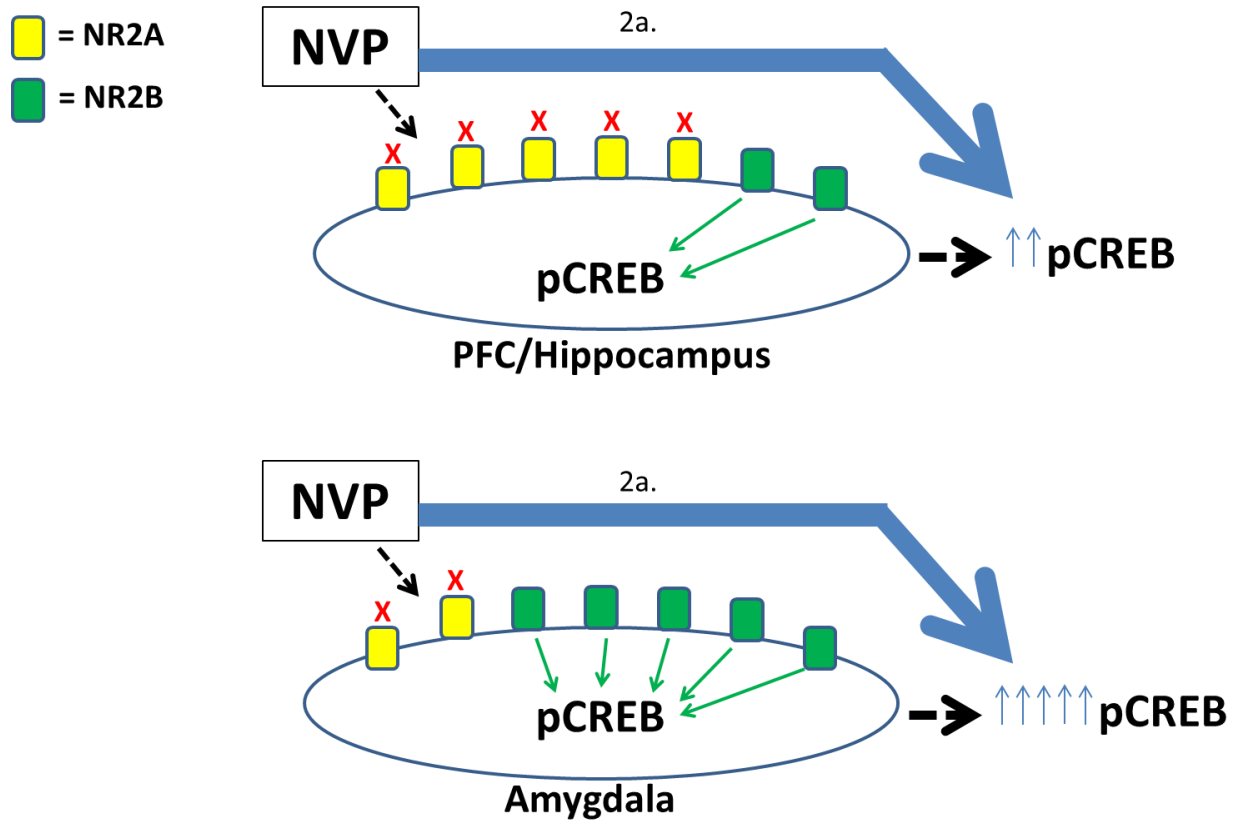 = NR2A
= NR2B
NVP
2a.
X X X X X
pCREB
↑↑pCREB
PFC/Hippocampus
NVP
2a.
X X
pCREB
↑↑↑↑↑pCREB
Amygdala